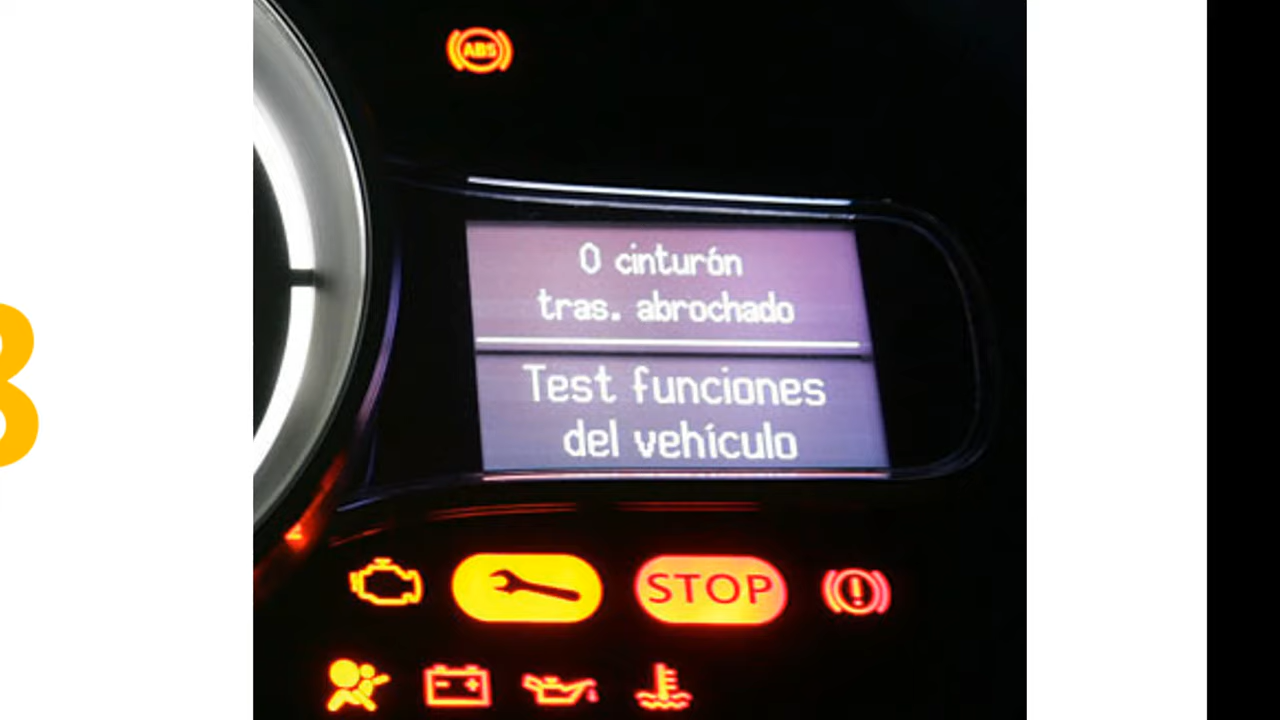 ABS
0 cinturón
tras. abrochado
Test funciones
del vehículo
STOP